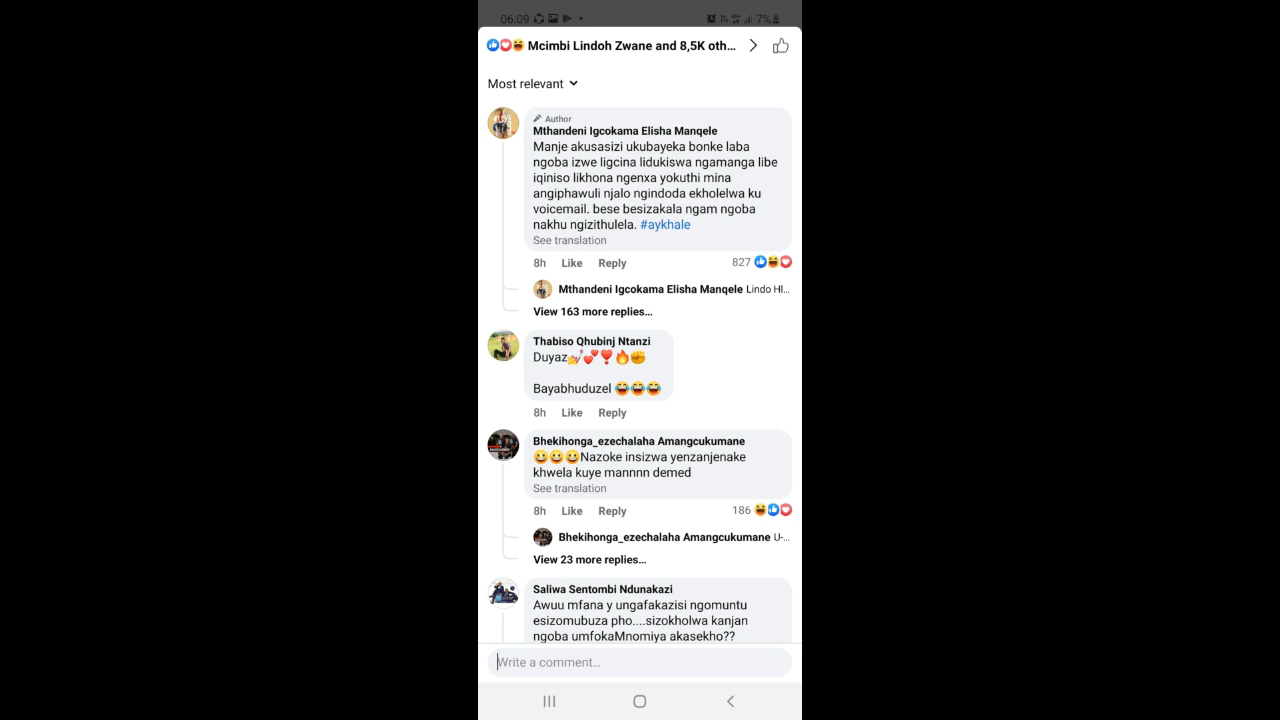 06:09
7%
Mcimbi Lindoh Zwane and 8,5K oth...
Most relevant
Author
Mthandeni Igcokama Elisha Manqele
Manje akusasizi ukubayeka bonke laba
ngoba izwe ligcina lidukiswa ngamanga libe
iqiniso likhona ngenxa yokuthi mina
angiphawuli njalo ngindoda ekholelwa ku
voicemail. bese besizakala ngam ngoba
nakhu ngizithulela. #aykhale
See translation
8h Like Reply 827
Mthandeni Igcokama Elisha Manqele Lindo Hl...
View 163 more replies...
Thabiso Qhubinj Ntanzi
Duyaz💅💕❣️🔥✊
Bayabhuduzel 😂😂😂
8h Like Reply
Bhekihonga_ezechalaha Amangcukumane
😀😀😀Nazoke insizwa yenzanjenake
khwela kuye mannnn demed
See translation
8h Like Reply 186
Bhekihonga_ezechalaha Amangcukumane U-...
View 23 more replies...
Saliwa Sentombi Ndunakazi
Awuu mfana y ungafakazisi ngomuntu
esizomubuza pho....sizokholwa kanjan
ngoba umfokaMnomiya akasekho??
Write a comment...